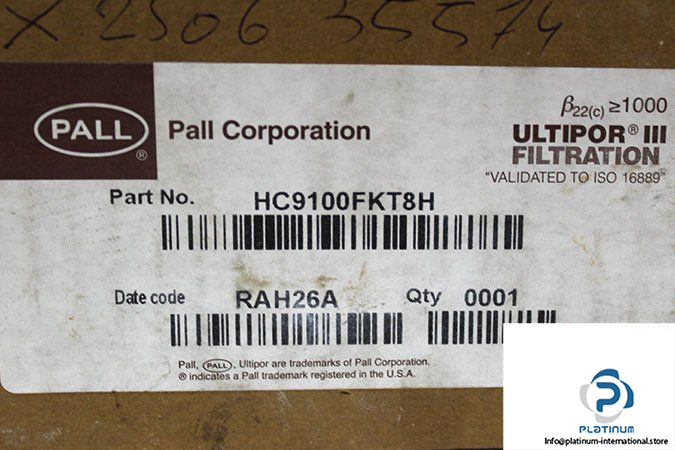 X 2506 35574
PALL ®
Pall Corporation
β22(c) ≥1000
ULTIPOR® III
FILTRATION
"VALIDATED TO ISO 16889"
Part No. HC9100FKT8H
Date code RAH26A Qty 0001
Pall, PALL, Ultipor are trademarks of Pall Corporation.
® indicates a Pall trademark registered in the U.S.A.
PLATINUM
Info@platinum-international.store